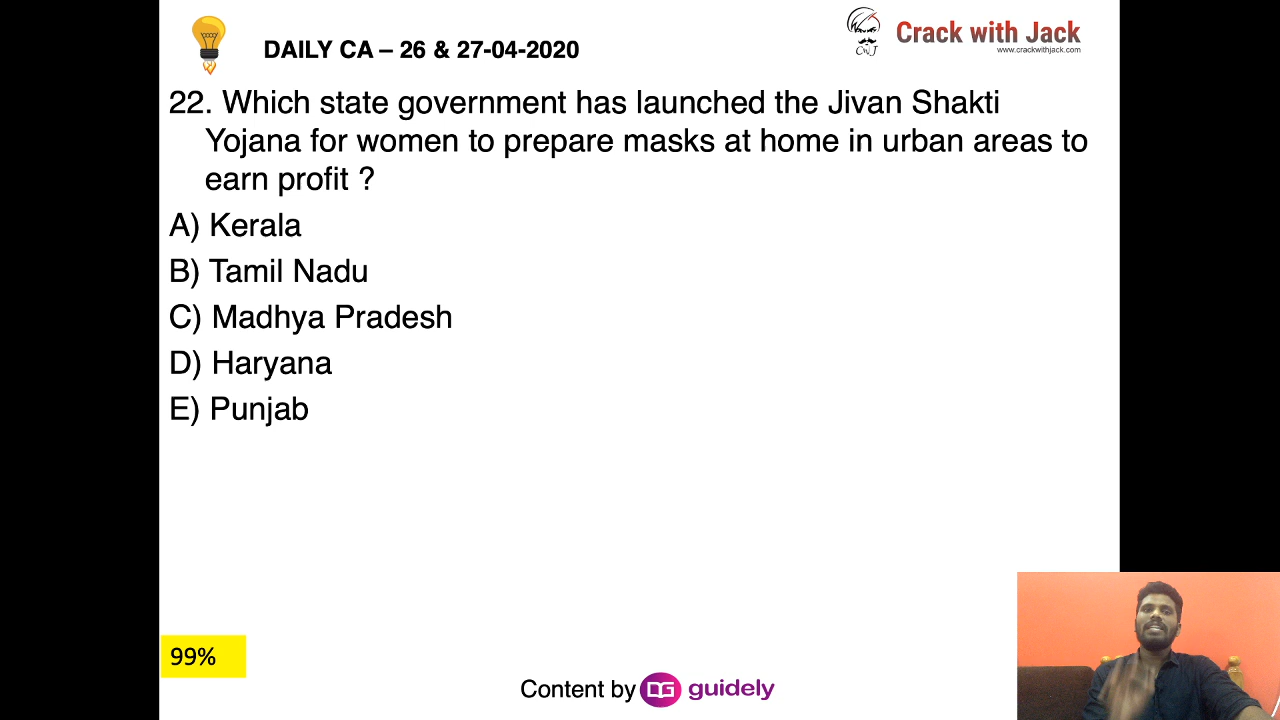 DAILY CA – 26 & 27-04-2020
Crack with Jack
www.crackwithjack.com
CwJ
22. Which state government has launched the Jivan Shakti
Yojana for women to prepare masks at home in urban areas to
earn profit ?
A) Kerala
B) Tamil Nadu
C) Madhya Pradesh
D) Haryana
E) Punjab
99%
Content by DG guidely